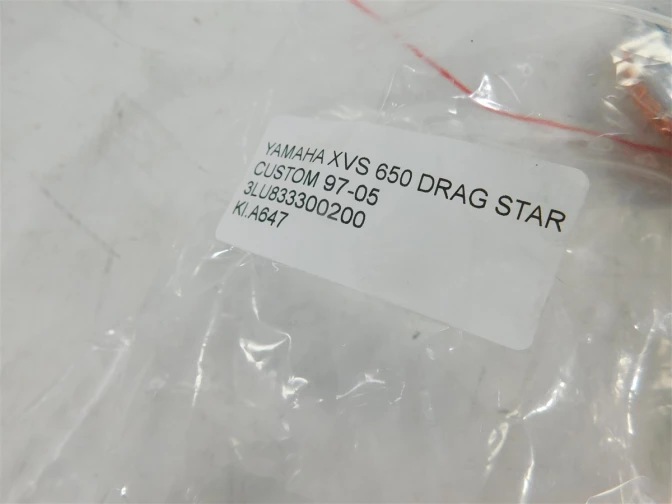 YAMAHA XVS 650 DRAG STAR
CUSTOM 97-05
3LU833300200
KI.A647